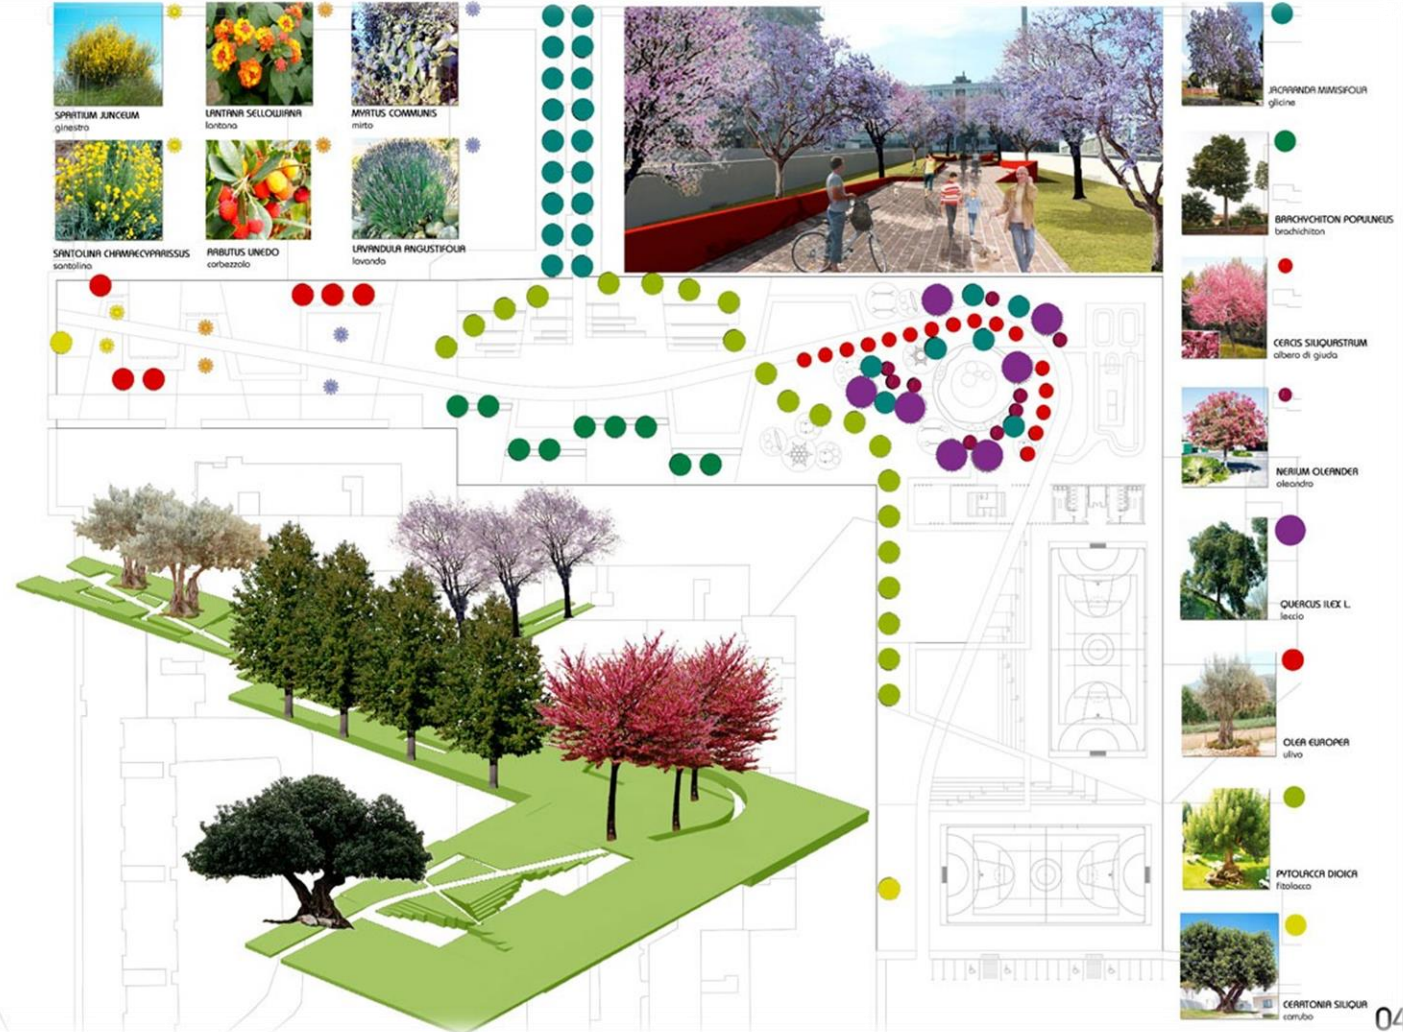 SPARTIUM JUNCEUM
ginestra
LANTANA SELLOWIANA
lantana
MYRTUS COMMUNIS
mirto
SANTOLINA CHAMAECYPARISSUS
santolina
ARBUTUS UNEDO
corbezzolo
LAVANDULA ANGUSTIFOLIA
lavanda
JACARANDA MIMISIFOLIA
glicine
BRACHYCHITON POPULNEUS
brachichiton
CERCIS SILIQUASTRUM
albero di giuda
NERIUM OLEANDER
oleandro
QUERCUS ILEX L.
leccio
OLEA EUROPEA
ulivo
PYTOLACCA DIOICA
fitolacca
CERATONIA SILIQUA
carrubo
04